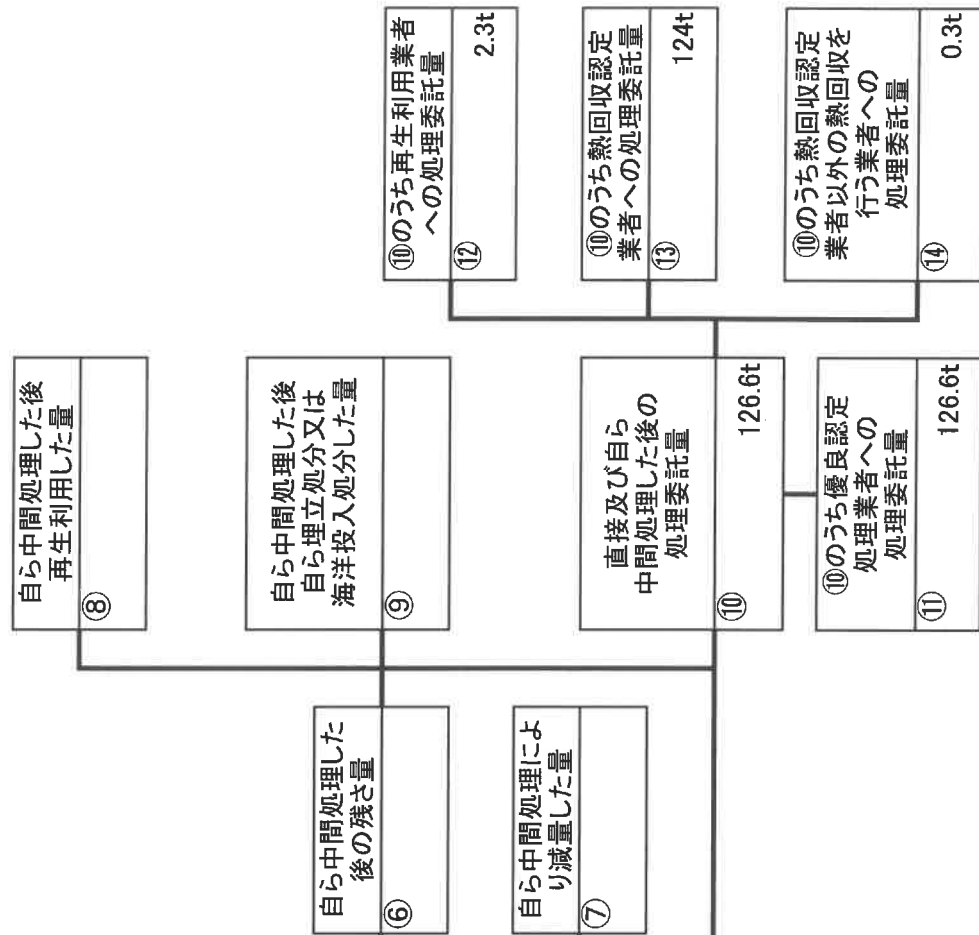 自ら中間処理した
後の残さ量
⑥
自ら中間処理によ
り減量した量
⑦
自ら中間処理した後
再生利用した量
⑧
自ら中間処理した後
自ら埋立処分又は
海洋投入処分した量
⑨
直接及び自ら
中間処理した後の
処理委託量
⑩
126.6t
⑩のうち優良認定
処理業者への
処理委託量
⑪
126.6t
⑩のうち再生利用業者
への処理委託量
⑫
2.3t
⑩のうち熱回収認定
業者への処理委託量
⑬
124t
⑩のうち熱回収認定
業者以外の熱回収を
行う業者への
処理委託量
⑭
0.3t